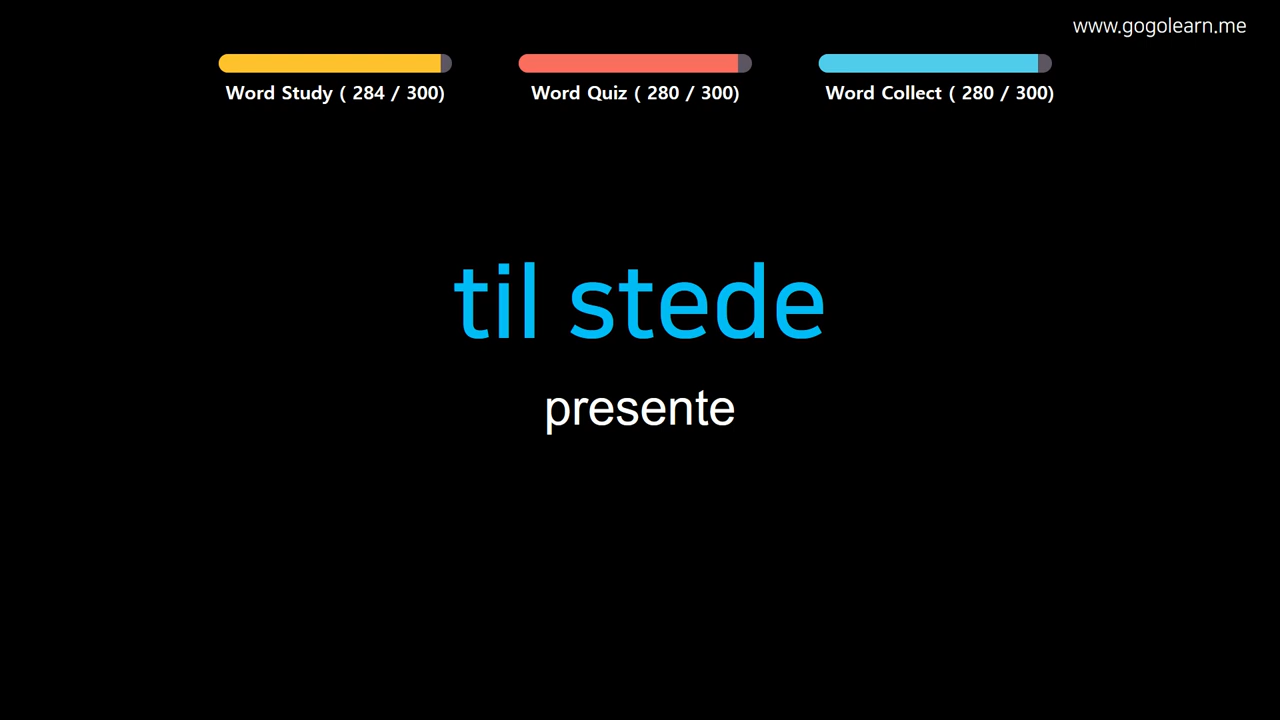 www.gogolearn.me
Word Study ( 284 / 300)
Word Quiz ( 280 / 300)
Word Collect ( 280 / 300)
til stede
presente